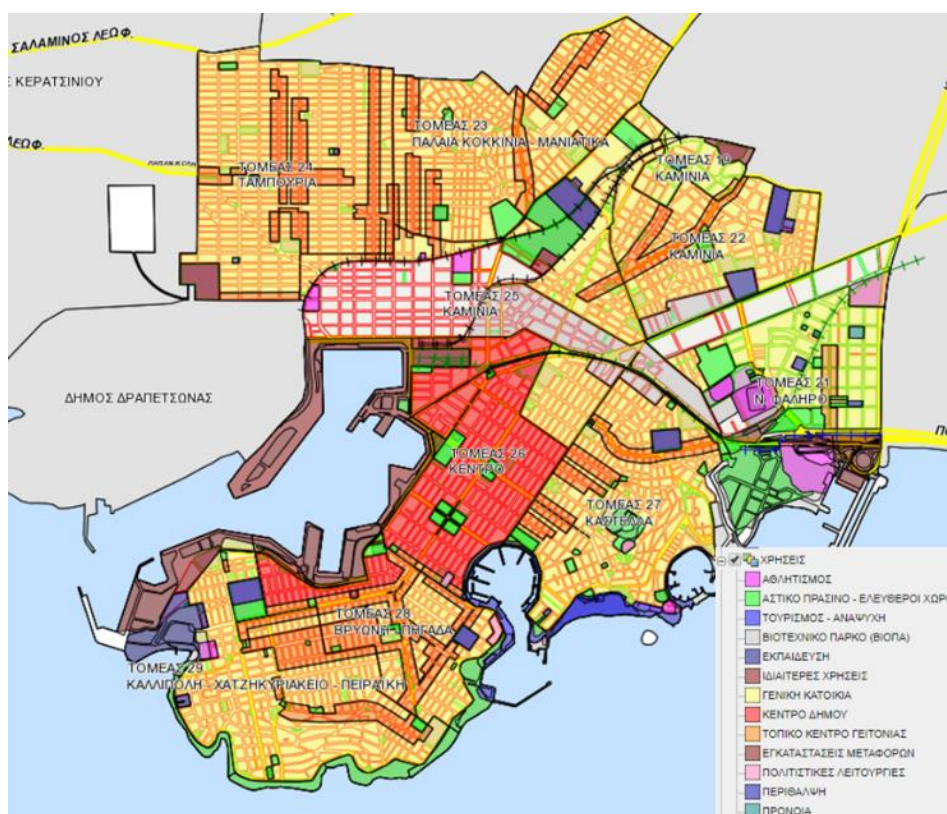 ΣΑΛΑΜΙΝΟΣ ΛΕΩΦ.
Ε ΚΕΡΑΤΣΙΝΙΟΥ
ΛΕΩΦ.
ΤΟΜΕΑΣ 23
ΠΑΛΑΙΑ ΚΟΚΚΙΝΙΑ - ΜΑΝΙΑΤΙΚΑ
ΤΟΜΕΑΣ 24
ΤΑΜΠΟΥΡΙΑ
ΤΟΜΕΑΣ 19
ΚΑΜΙΝΙΑ
ΤΟΜΕΑΣ 22
ΚΑΜΙΝΙΑ
ΤΟΜΕΑΣ 25
ΚΑΜΙΝΙΑ
ΔΗΜΟΣ ΔΡΑΠΕΤΣΩΝΑΣ
ΤΟΜΕΑΣ 21
Ν. ΦΑΛΗΡΟ
ΤΟΜΕΑΣ 26
ΚΕΝΤΡΟ
ΤΟΜΕΑΣ 27
ΚΑΣΤΕΛΛΑ
ΤΟΜΕΑΣ 28
ΒΡΥΩΝΗ - ΠΗΓΑΔΑ
ΤΟΜΕΑΣ 29
ΚΑΛΛΙΠΟΛΗ - ΧΑΤΖΗΚΥΡΙΑΚΕΙΟ - ΠΕΙΡΑΪΚΗ
ΧΡΗΣΕΙΣ
ΑΘΛΗΤΙΣΜΟΣ
ΑΣΤΙΚΟ ΠΡΑΣΙΝΟ - ΕΛΕΥΘΕΡΟΙ ΧΩΡΟ
ΤΟΥΡΙΣΜΟΣ - ΑΝΑΨΥΧΗ
ΒΙΟΤΕΧΝΙΚΟ ΠΑΡΚΟ (ΒΙΟΠΑ)
ΕΚΠΑΙΔΕΥΣΗ
ΙΔΙΑΙΤΕΡΕΣ ΧΡΗΣΕΙΣ
ΓΕΝΙΚΗ ΚΑΤΟΙΚΙΑ
ΚΕΝΤΡΟ ΔΗΜΟΥ
ΤΟΠΙΚΟ ΚΕΝΤΡΟ ΓΕΙΤΟΝΙΑΣ
ΕΓΚΑΤΑΣΤΑΣΕΙΣ ΜΕΤΑΦΟΡΩΝ
ΠΟΛΙΤΙΣΤΙΚΕΣ ΛΕΙΤΟΥΡΓΙΕΣ
ΠΕΡΙΘΑΛΨΗ
ΠΡΟΝΟΙΑ